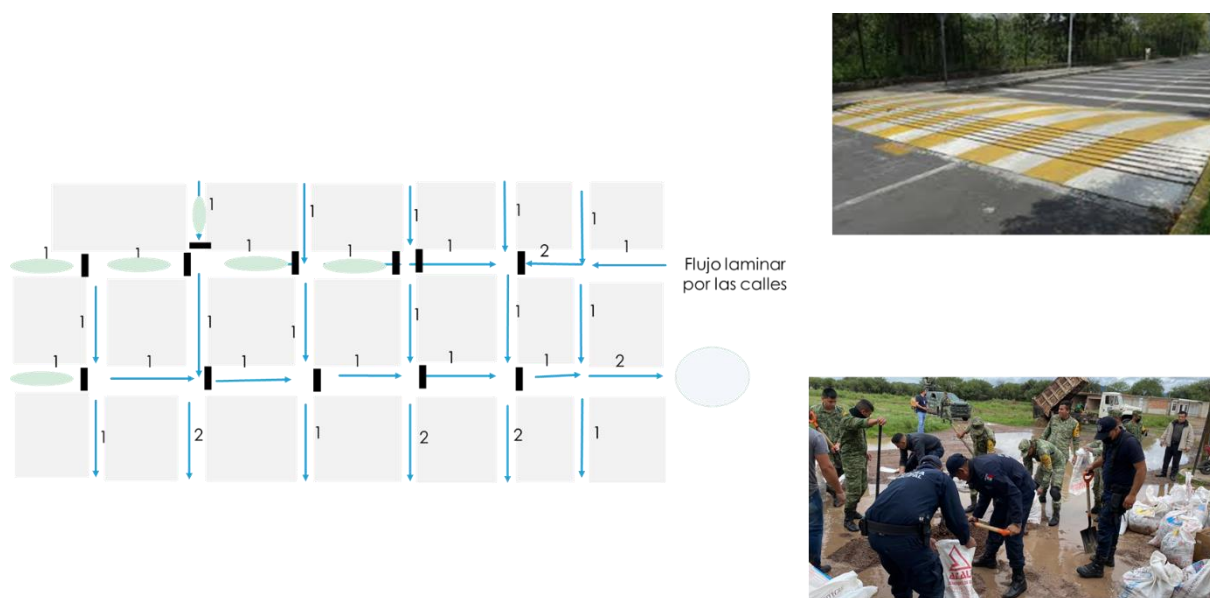 1 1 1 1 1
1 1 1 1 1 2 1
Flujo laminar
por las calles
1 1 1 1 1 1
1 1 1 1 1 1 2
1 2 1 2 2 1